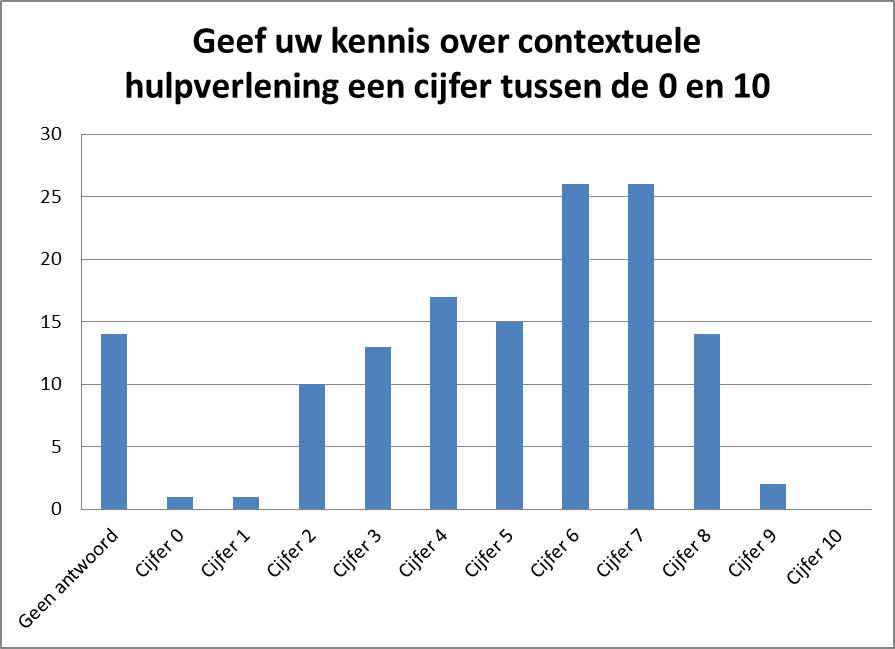 Geef uw kennis over contextuele
hulpverlening een cijfer tussen de 0 en 10
30
25
20
15
10
5
0
Geen antwoord
Cijfer 0
Cijfer 1
Cijfer 2
Cijfer 3
Cijfer 4
Cijfer 5
Cijfer 6
Cijfer 7
Cijfer 8
Cijfer 9
Cijfer 10